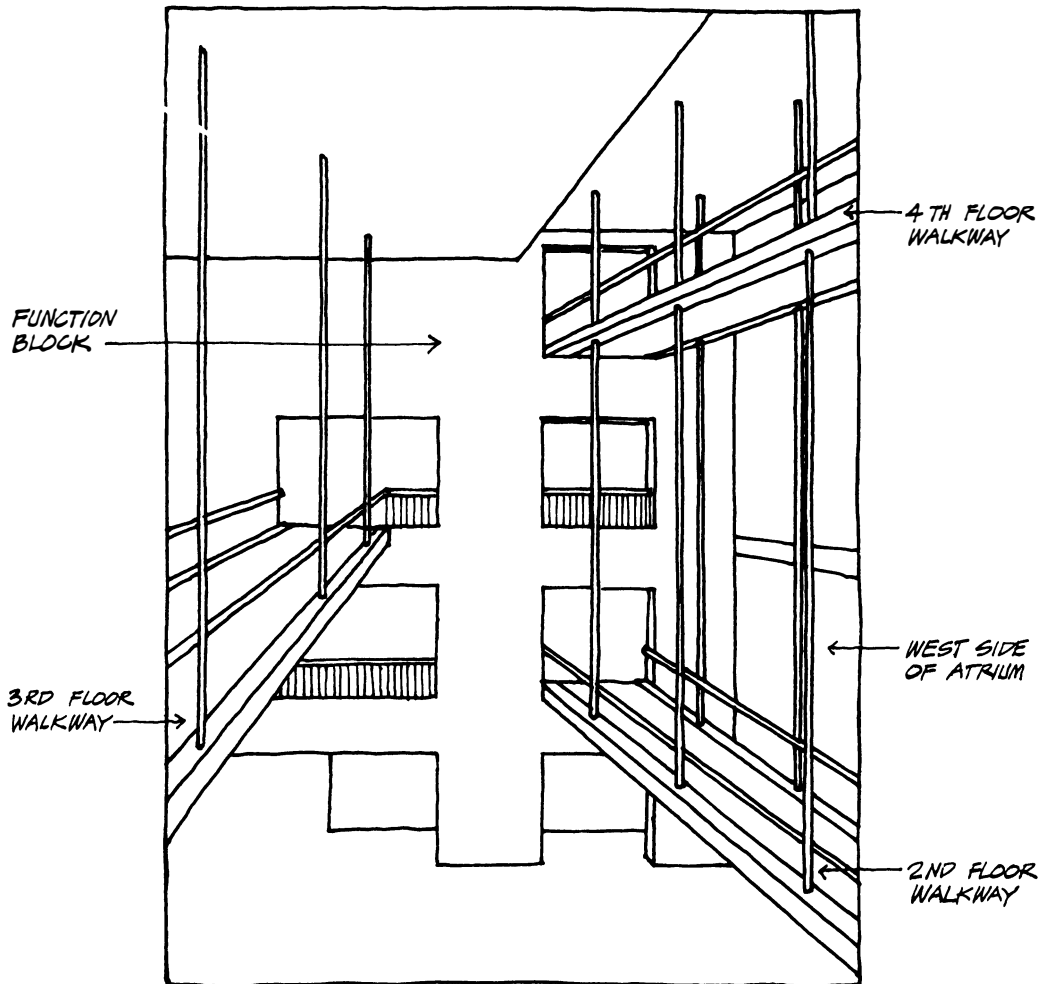 4TH FLOOR
WALKWAY
FUNCTION
BLOCK
WEST SIDE
OF ATRIUM
3RD FLOOR
WALKWAY
2ND FLOOR
WALKWAY